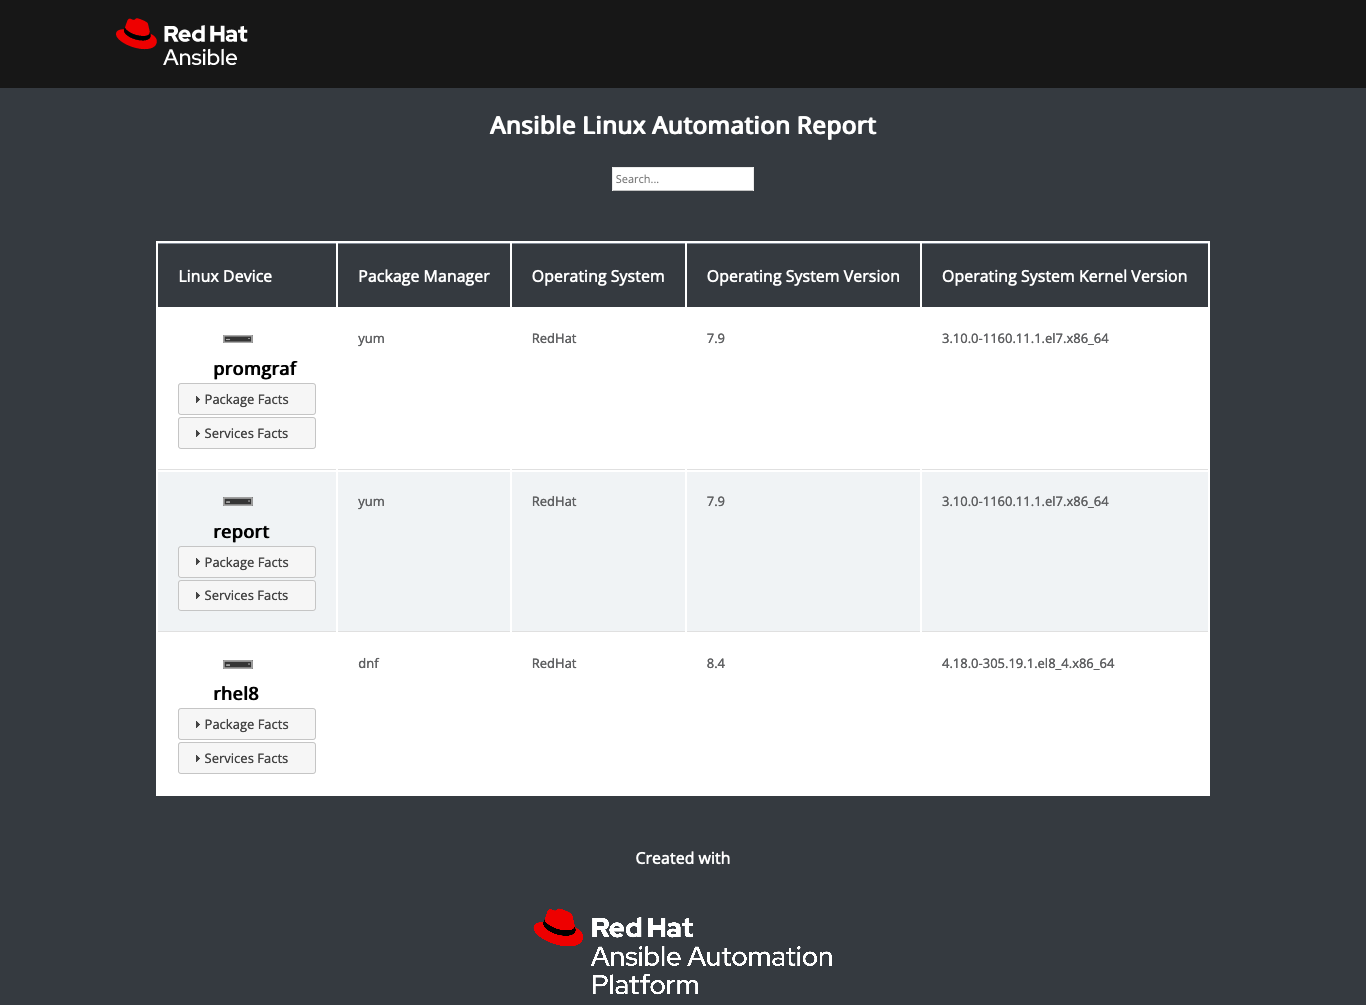 Red Hat
Ansible
Ansible Linux Automation Report
Search...
Linux Device Package Manager Operating System Operating System Version Operating System Kernel Version
yum RedHat 7.9 3.10.0-1160.11.1.el7.x86_64
promgraf
Package Facts
Services Facts
yum RedHat 7.9 3.10.0-1160.11.1.el7.x86_64
report
Package Facts
Services Facts
dnf RedHat 8.4 4.18.0-305.19.1.el8_4.x86_64
rhel8
Package Facts
Services Facts
Created with
Red Hat
Ansible Automation
Platform